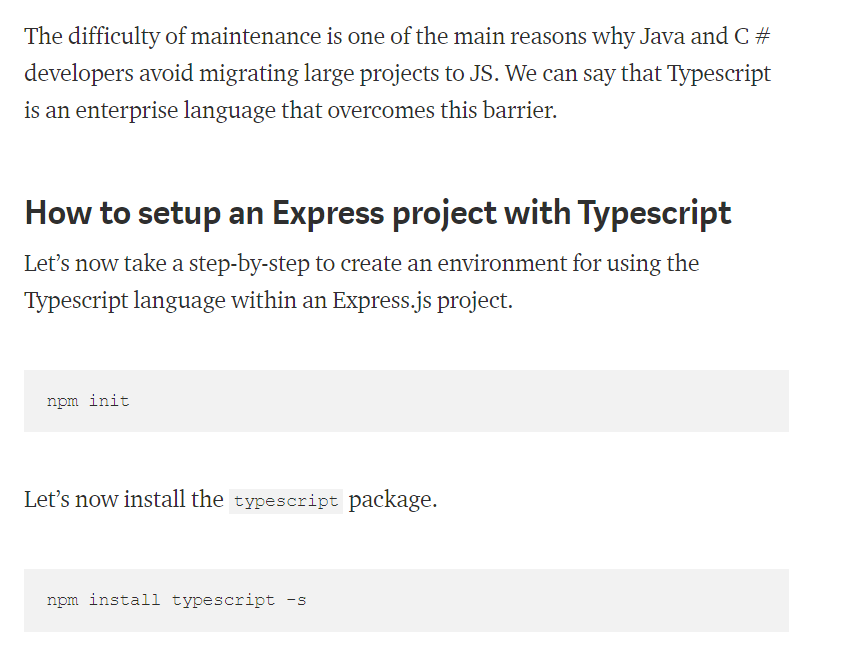 The difficulty of maintenance is one of the main reasons why Java and C #
developers avoid migrating large projects to JS. We can say that Typescript
is an enterprise language that overcomes this barrier.
How to setup an Express project with Typescript
Let’s now take a step-by-step to create an environment for using the
Typescript language within an Express.js project.
npm init
Let’s now install the typescript package.
npm install typescript -s